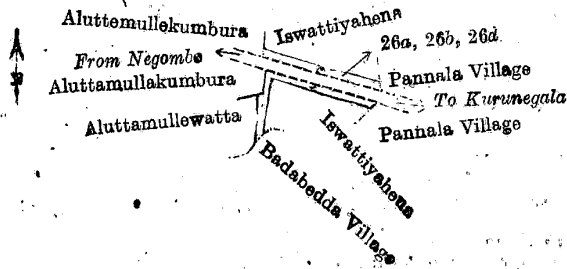 Aluttemullekumbura
Iswattiyahena
26a, 26b, 26d.
From Negombo
Pannala Village
Aluttamullakumbura
To Kurunegala
Aluttamullewatta
Pannala Village
Iswattiyahena
Badabedda Village